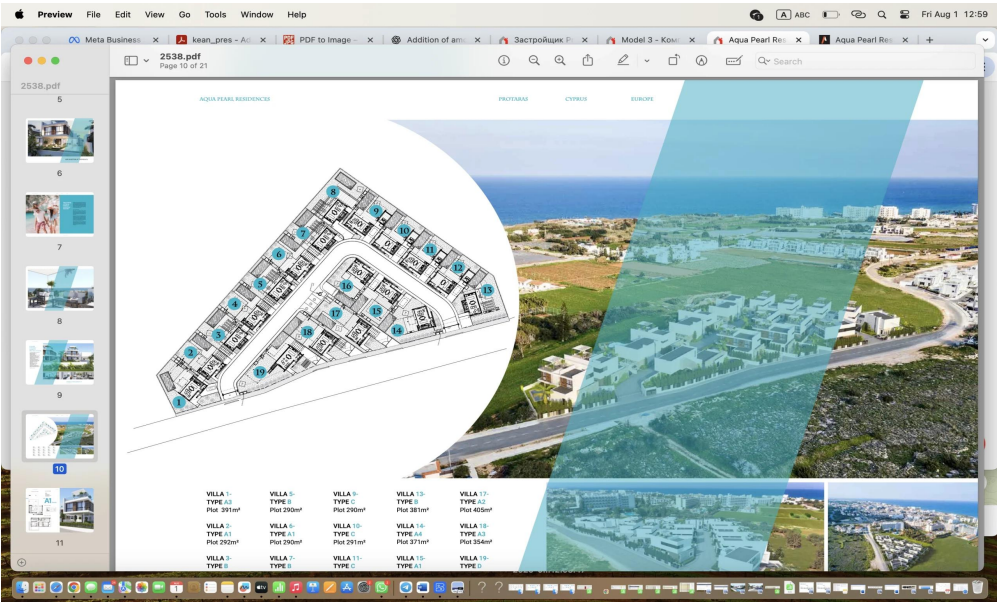 Preview File Edit View Go Tools Window Help
A ABC
Fri Aug 1 12:59
Meta Business
kean_pres - Ac
PDF to Image -
Addition of am
Застройщик Р
Model 3 - Ком
Aqua Pearl Res
Aqua Pearl Res
2538.pdf
Page 10 of 21
Search
2538.pdf
5
6
7
8
9
10
11
AQUA PEARL RESIDENCES
PROTARAS
CYPRUS
EUROPE
8
9
7
10
6
11
12
5
13
16
4
17
15
3
18
14
2
19
1
VILLA 1-
TYPE A3
Plot 391m²
VILLA 5-
TYPE B
Plot 290m²
VILLA 9-
TYPE C
Plot 290m²
VILLA 13-
TYPE B
Plot 381m²
VILLA 17-
TYPE A2
Plot 405m²
VILLA 2-
TYPE A1
Plot 292m²
VILLA 6-
TYPE A1
Plot 290m²
VILLA 10-
TYPE C
Plot 291m²
VILLA 14-
TYPE A4
Plot 371m²
VILLA 18-
TYPE A3
Plot 354m²
VILLA 3-
TYPE B
VILLA 7-
TYPE B
VILLA 11-
TYPE C
VILLA 15-
TYPE A1
VILLA 19-
TYPE D